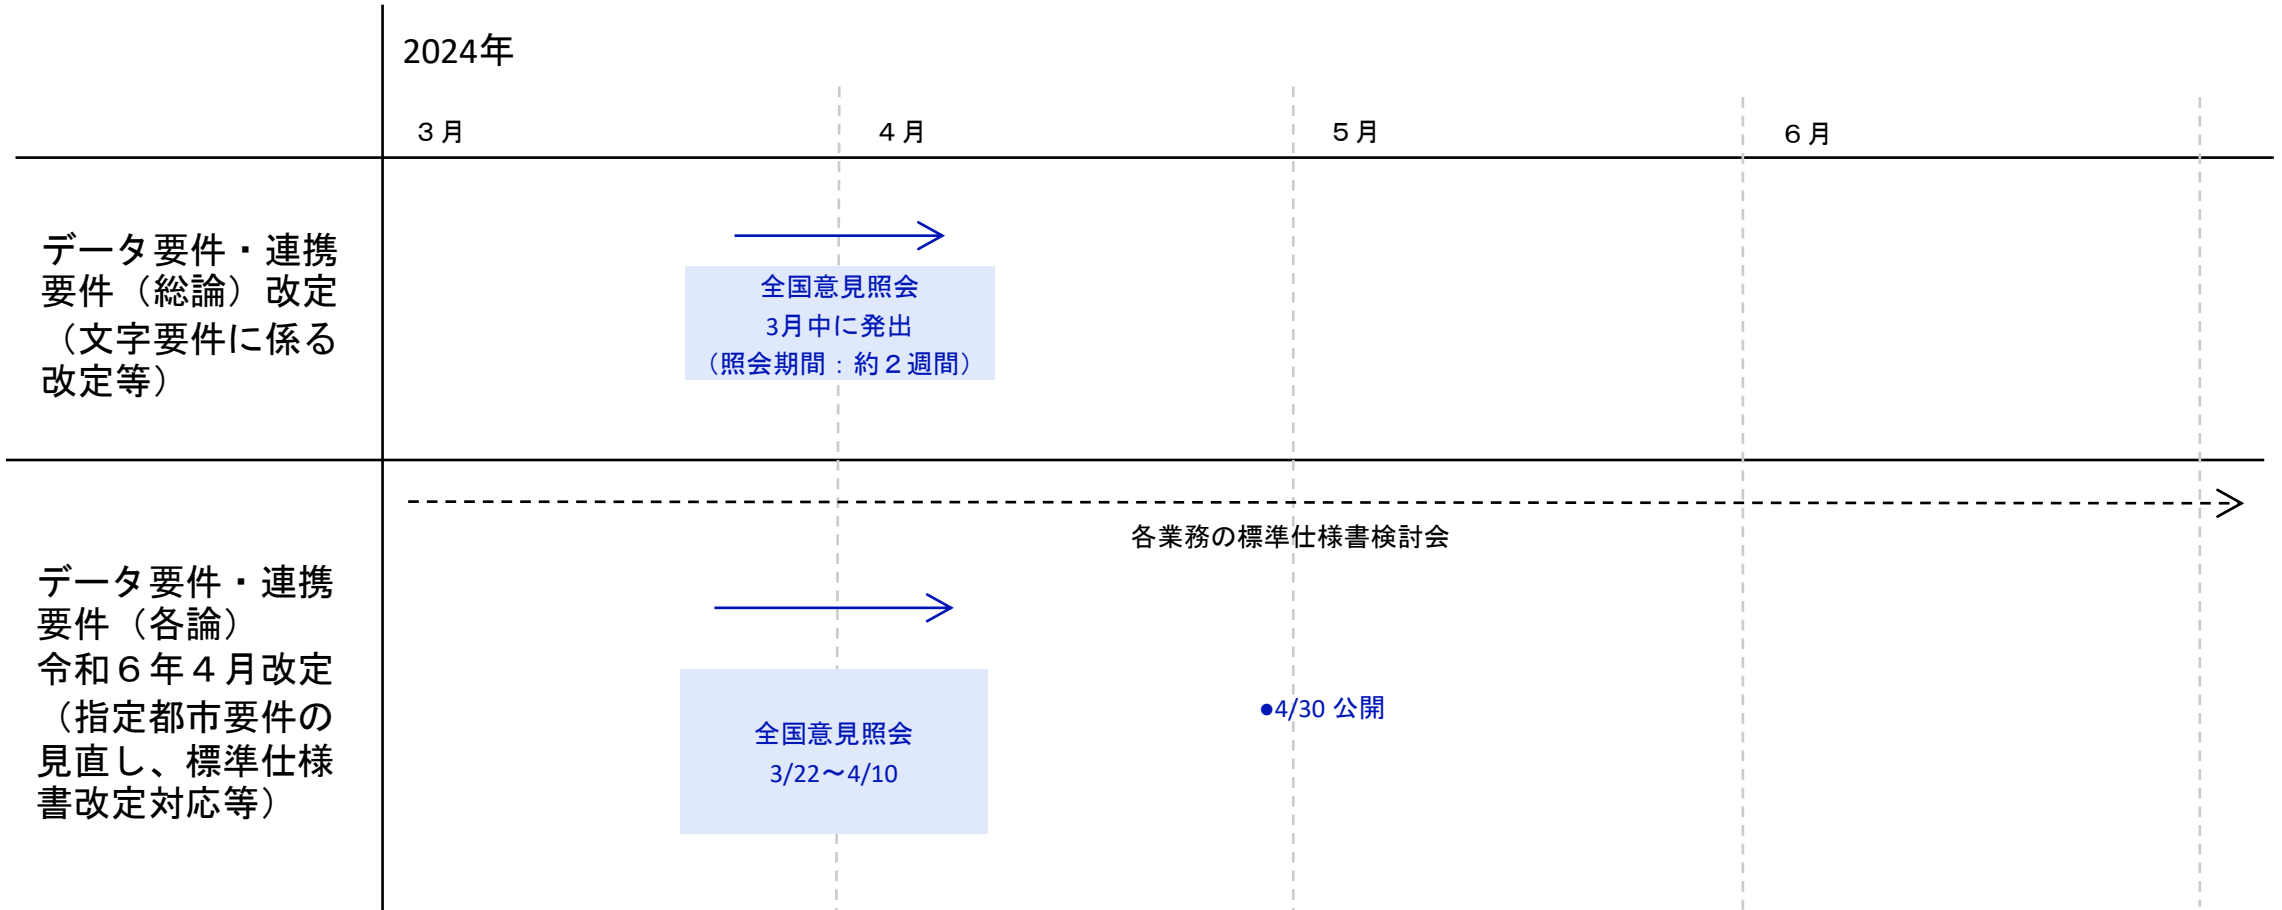 2024年
３月
４月
５月
６月
データ要件・連携
要件（総論）改定
（文字要件に係る
改定等）
全国意見照会
3月中に発出
（照会期間：約２週間）
各業務の標準仕様書検討会
データ要件・連携
要件（各論）
令和６年４月改定
（指定都市要件の
見直し、標準仕様
書改定対応等）
全国意見照会
3/22～4/10
●4/30 公開